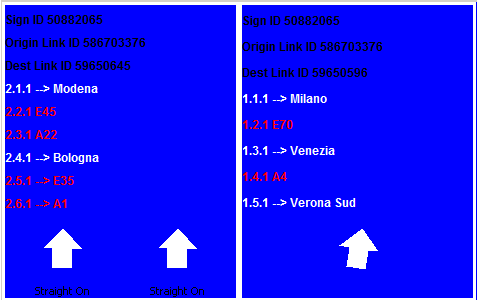 Sign ID 50882065
Origin Link ID 586703376
Dest Link ID 59650645
2.1.1 --> Modena
2.2.1 E45
2.3.1 A22
2.4.1 --> Bologna
2.5.1 --> E35
2.6.1 --> A1
Straight On
Straight On
Sign ID 50882065
Origin Link ID 586703376
Dest Link ID 59650596
1.1.1 --> Milano
1.2.1 E70
1.3.1 --> Venezia
1.4.1 A4
1.5.1 --> Verona Sud